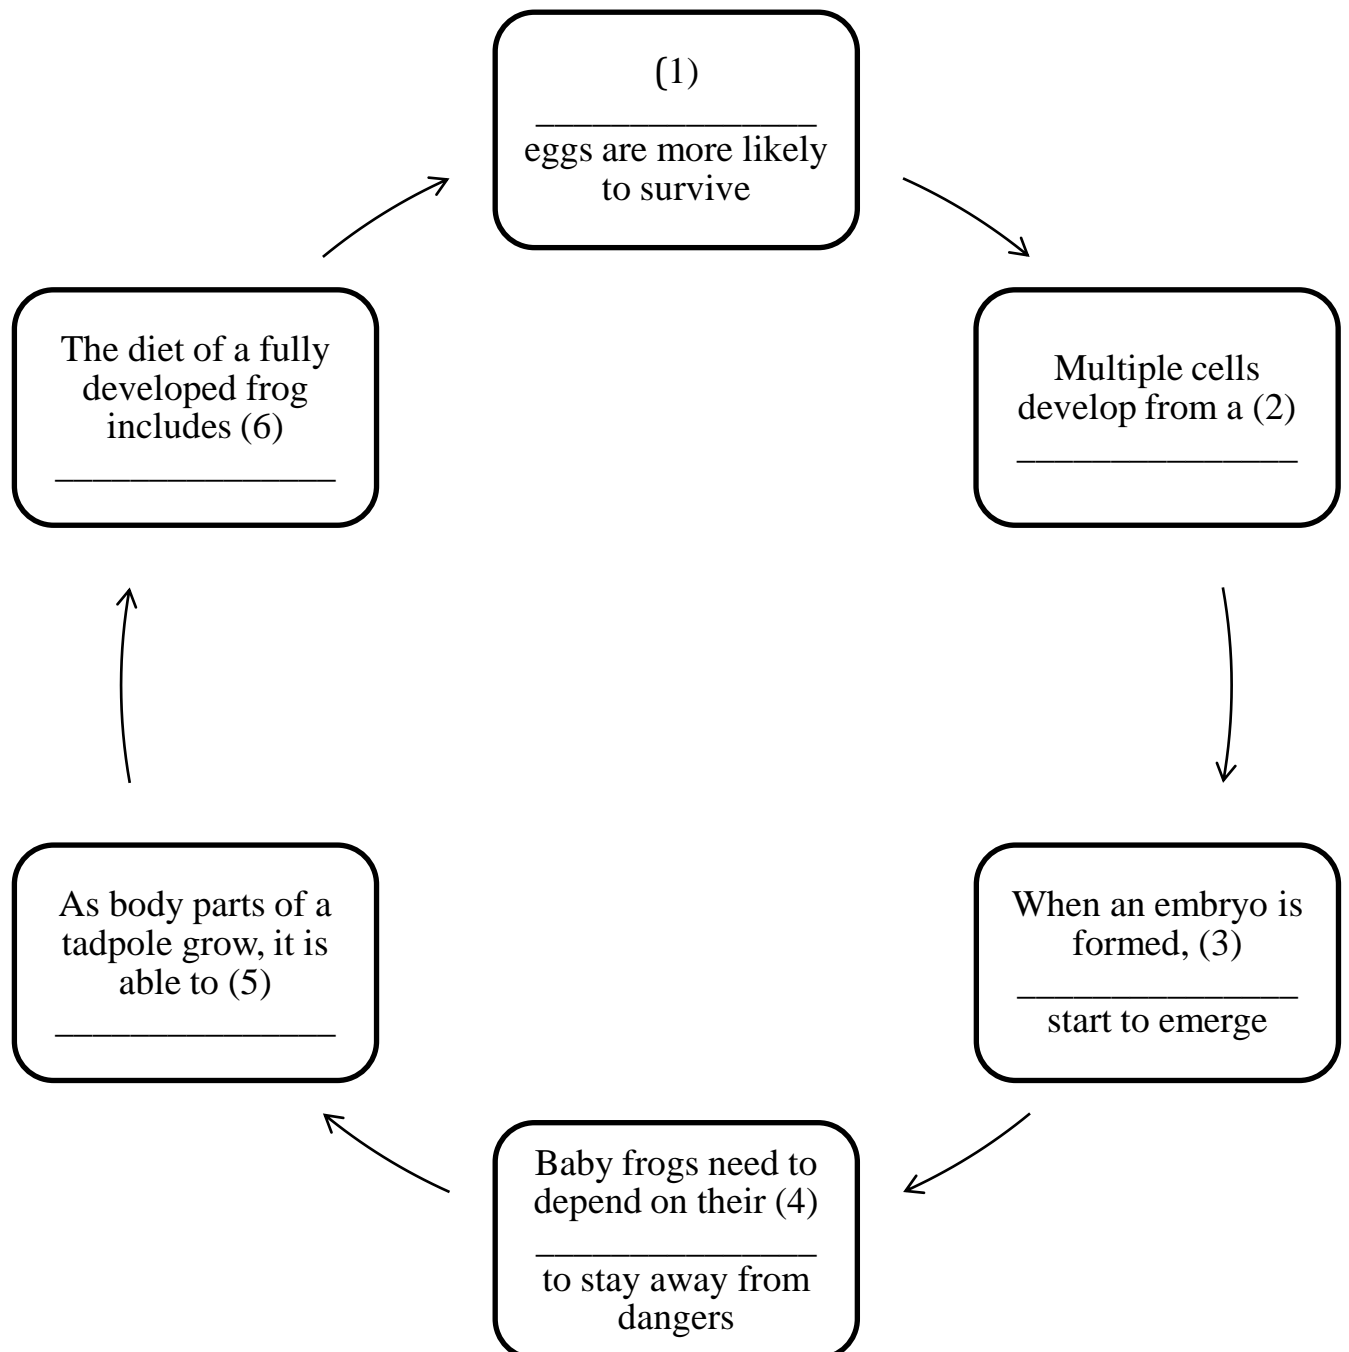 (1)
_______________
eggs are more likely
to survive
Multiple cells
develop from a (2)
_______________
When an embryo is
formed, (3)
_______________
start to emerge
Baby frogs need to
depend on their (4)
_______________
to stay away from
dangers
As body parts of a
tadpole grow, it is
able to (5)
_______________
The diet of a fully
developed frog
includes (6)
_______________